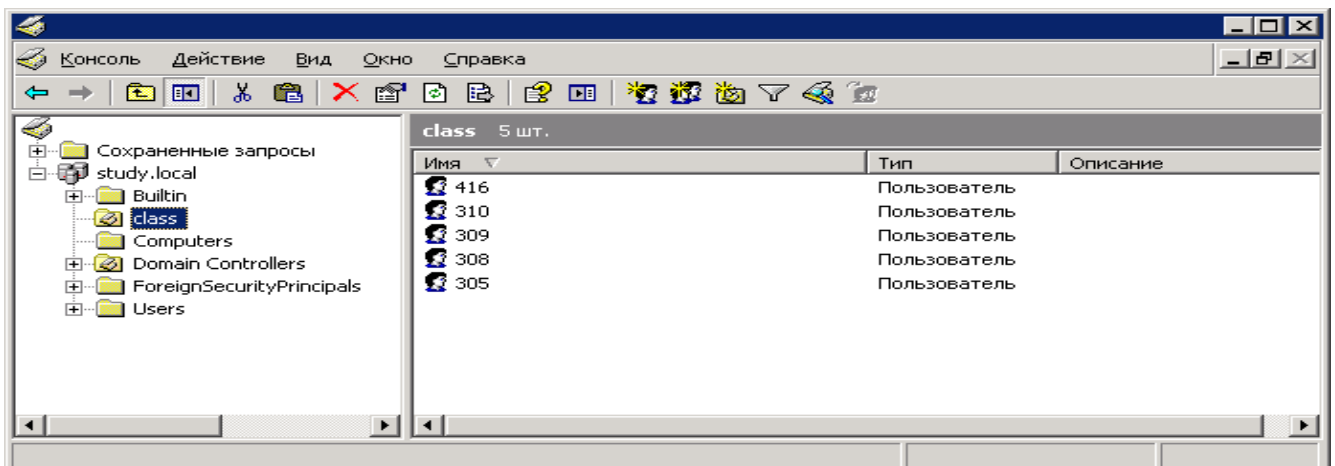 Консоль Действие Вид Окно Справка
class 5 шт.
Сохраненные запросы
study.local
Builtin
class
Computers
Domain Controllers
ForeignSecurityPrincipals
Users
Имя Тип Описание
416 Пользователь
310 Пользователь
309 Пользователь
308 Пользователь
305 Пользователь